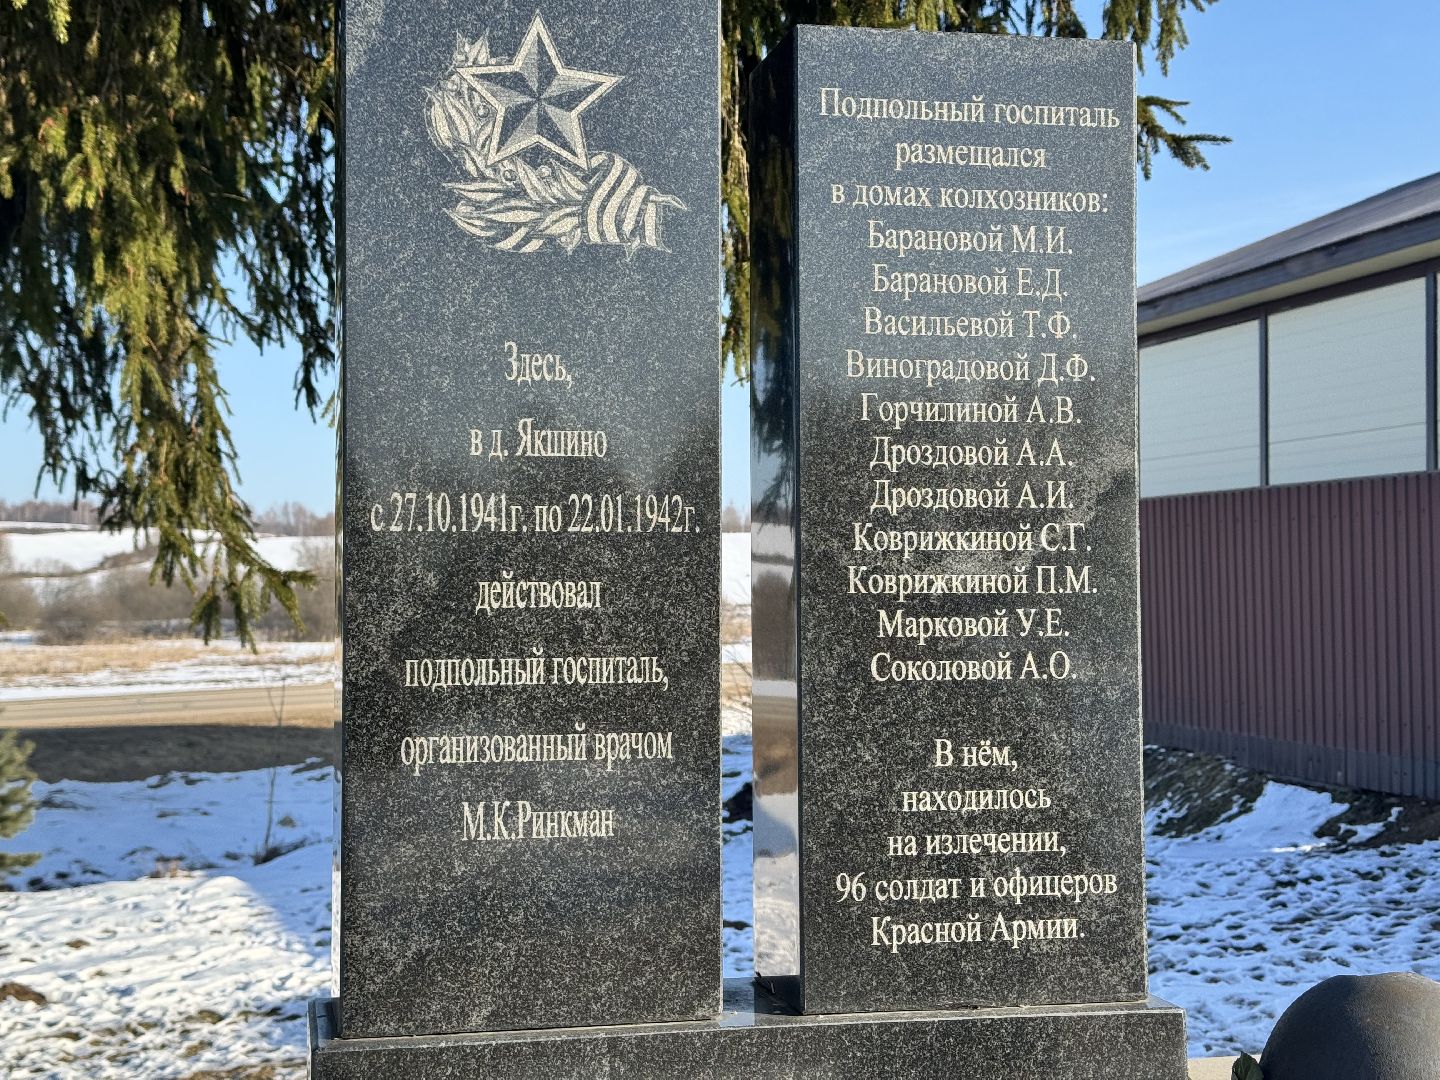 Здесь,
в д. Якшино
с 27.10.1941г. по 22.01.1942г.
действовал
подпольный госпиталь,
организованный врачом
М.К.Ринкман
Подпольный госпиталь
размещался
в домах колхозников:
Барановой М.И.
Барановой Е.Д.
Васильевой Т.Ф.
Виноградовой Д.Ф.
Горчилиной А.В.
Дроздовой А.А.
Дроздовой А.И.
Коврижкиной С.Г.
Коврижкиной П.М.
Марковой У.Е.
Соколовой А.О.
В нём,
находилось
на излечении,
96 солдат и офицеров
Красной Армии.